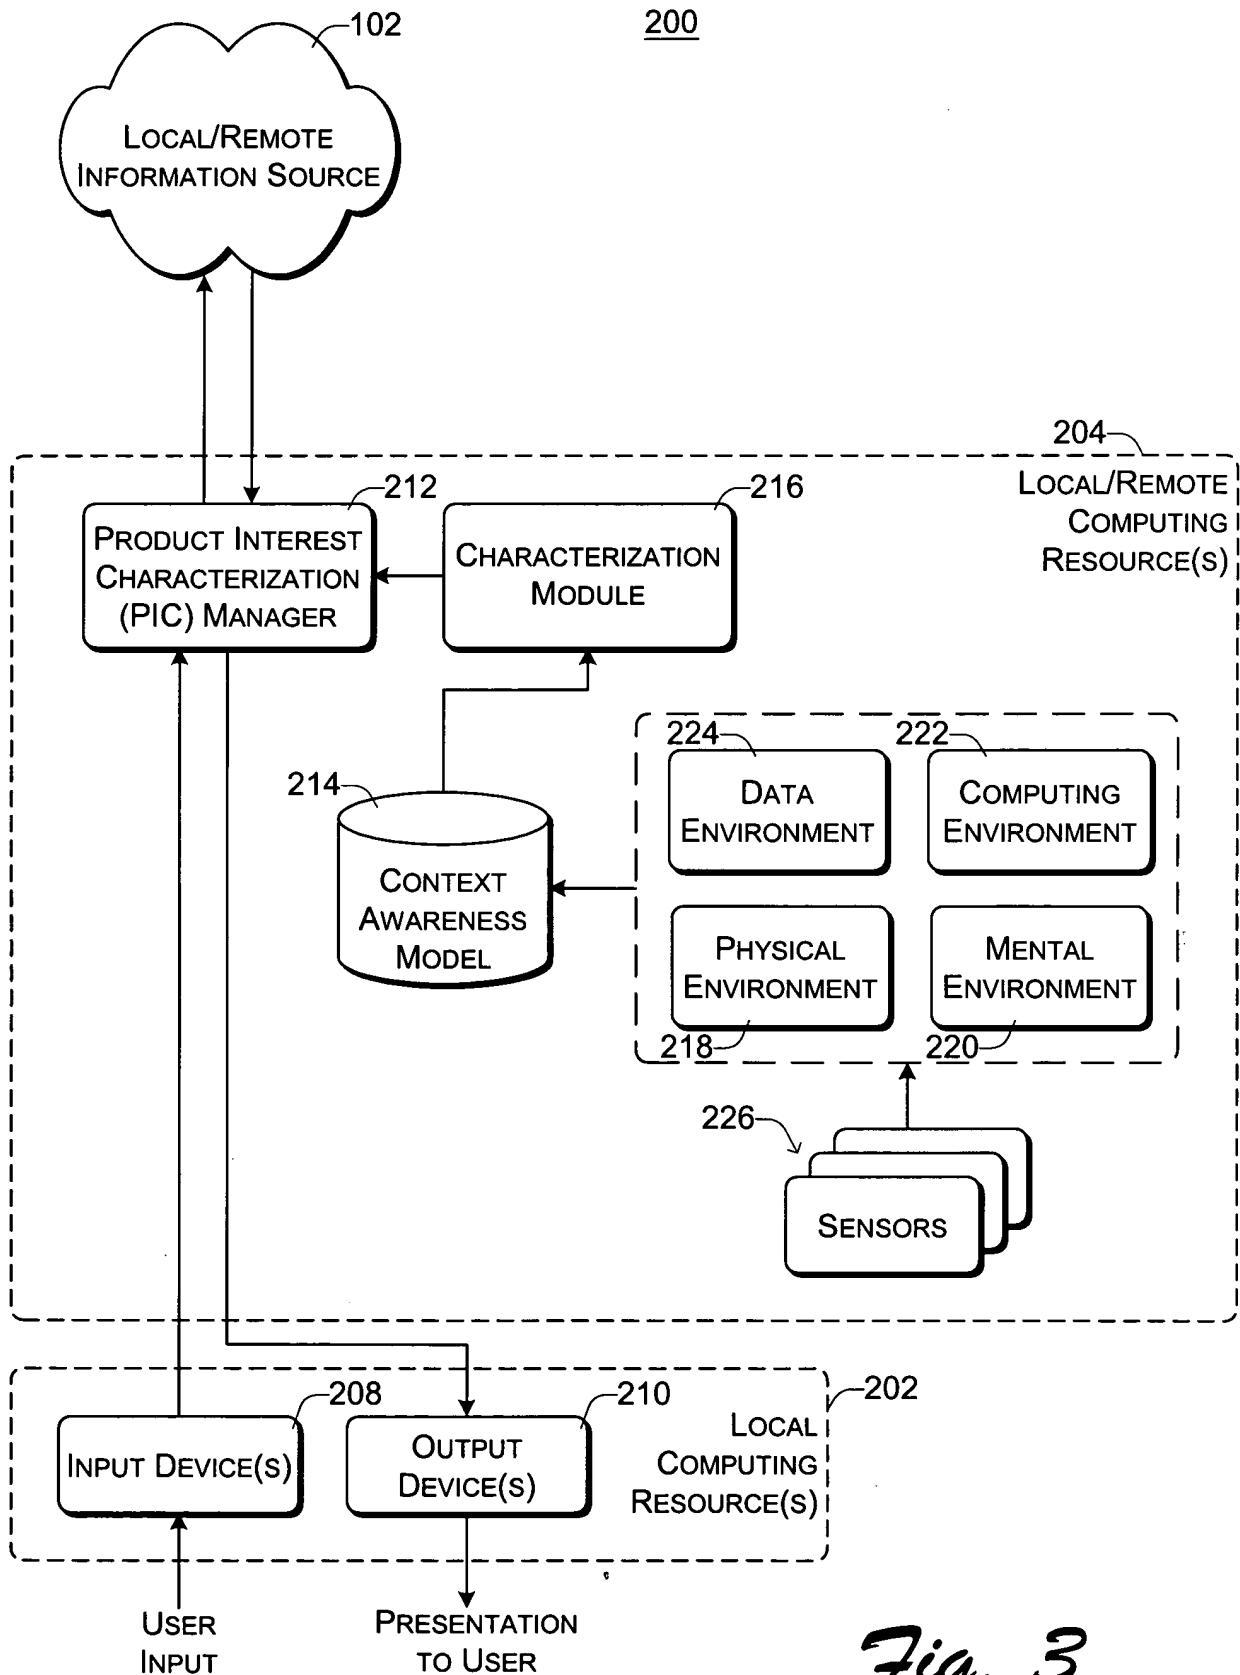 200
102
LOCAL/REMOTE
INFORMATION SOURCE
204
LOCAL/REMOTE
COMPUTING
RESOURCE(S)
212
PRODUCT INTEREST
CHARACTERIZATION
(PIC) MANAGER
216
CHARACTERIZATION
MODULE
214
CONTEXT
AWARENESS
MODEL
224
DATA
ENVIRONMENT
222
COMPUTING
ENVIRONMENT
PHYSICAL
ENVIRONMENT
218
MENTAL
ENVIRONMENT
220
226
SENSORS
202
LOCAL
COMPUTING
RESOURCE(S)
208
INPUT DEVICE(S)
210
OUTPUT
DEVICE(S)
USER
INPUT
PRESENTATION
TO USER
Fig. 3